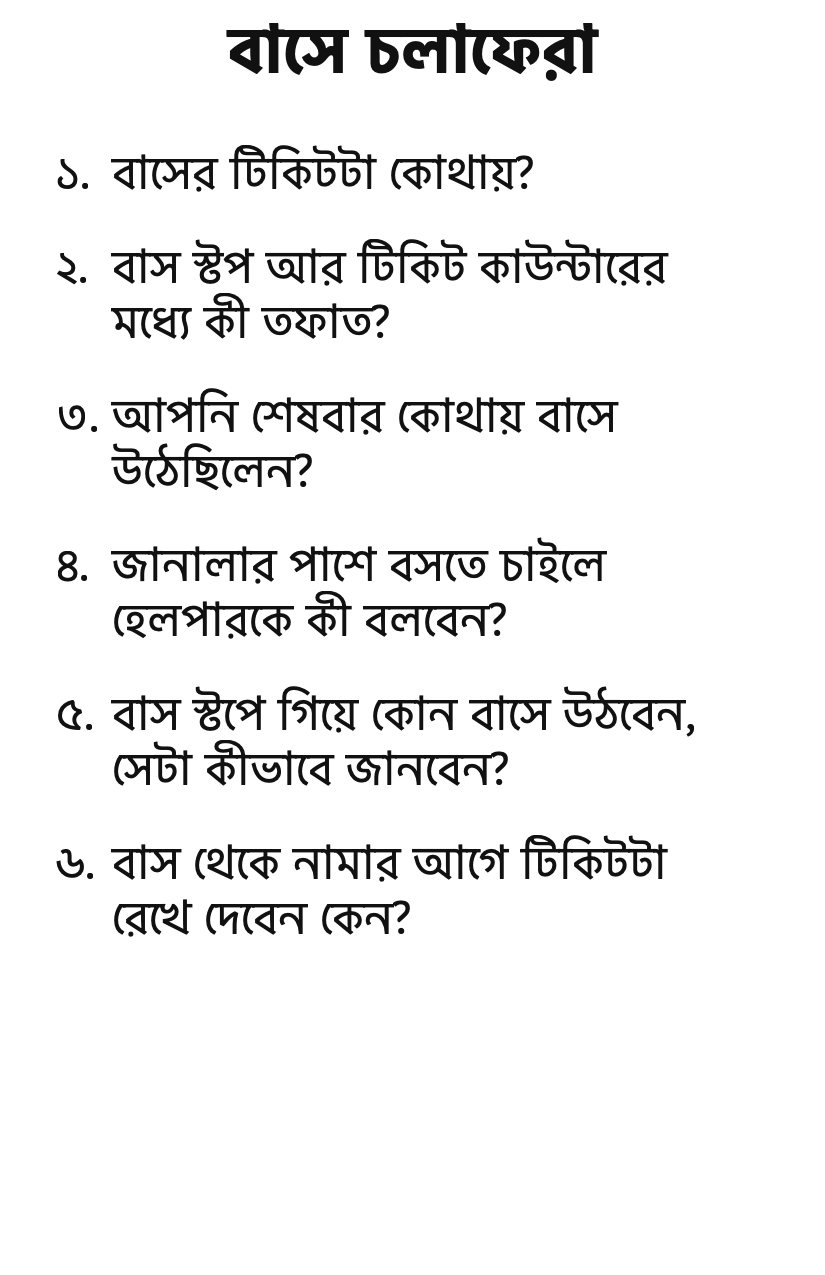 বাসে চলাফেরা
১. বাসের টিকিটটা কোথায়?
২. বাস স্টপ আর টিকিট কাউন্টারের
মধ্যে কী তফাত?
৩. আপনি শেষবার কোথায় বাসে
উঠেছিলেন?
৪. জানালার পাশে বসতে চাইলে
হেলপারকে কী বলবেন?
৫. বাস স্টপে গিয়ে কোন বাসে উঠবেন,
সেটা কীভাবে জানবেন?
৬. বাস থেকে নামার আগে টিকিটটা
রেখে দেবেন কেন?